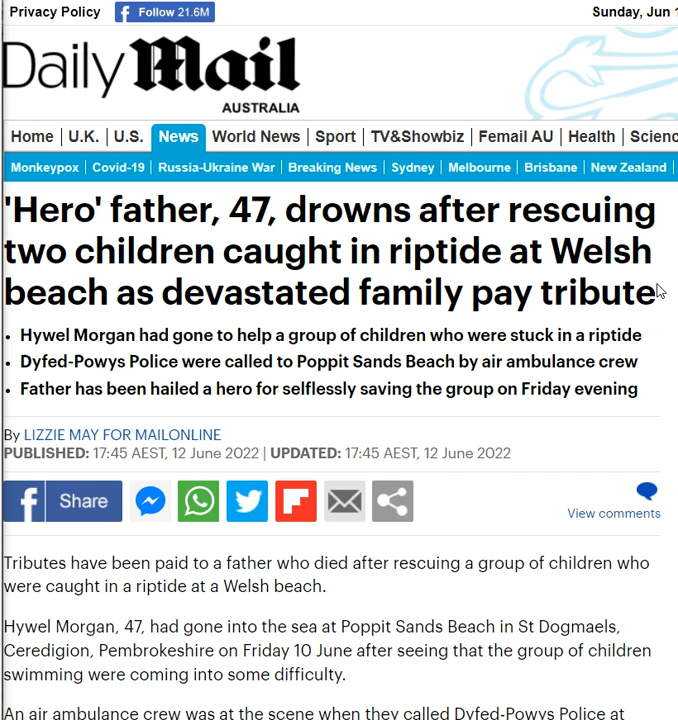 Privacy Policy f Follow 21.6M Sunday, Jun
Daily Mail
AUSTRALIA
Home U.K. U.S. News World News Sport TV&Showbiz Femail AU Health Scienc
Monkeypox Covid-19 Russia-Ukraine War Breaking News Sydney Melbourne Brisbane New Zealand
'Hero' father, 47, drowns after rescuing
two children caught in riptide at Welsh
beach as devastated family pay tribute
• Hywel Morgan had gone to help a group of children who were stuck in a riptide
• Dyfed-Powys Police were called to Poppit Sands Beach by air ambulance crew
• Father has been hailed a hero for selflessly saving the group on Friday evening
By LIZZIE MAY FOR MAILONLINE
PUBLISHED: 17:45 AEST, 12 June 2022 | UPDATED: 17:45 AEST, 12 June 2022
f Share
View comments
Tributes have been paid to a father who died after rescuing a group of children who
were caught in a riptide at a Welsh beach.
Hywel Morgan, 47, had gone into the sea at Poppit Sands Beach in St Dogmaels,
Ceredigion, Pembrokeshire on Friday 10 June after seeing that the group of children
swimming were coming into some difficulty.
An air ambulance crew was at the scene when they called Dyfed-Powys Police at